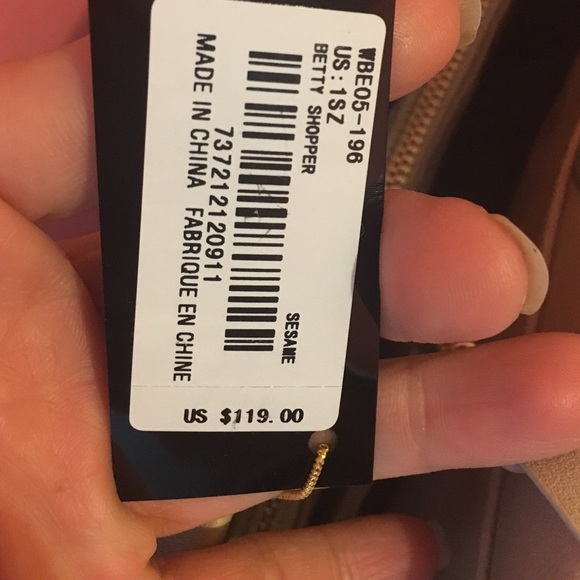 WBE05-196
US:1SZ
BETTY SHOPPER
SESAME
737212120911
MADE IN CHINA FABRIQUE EN CHINE
US $119.00